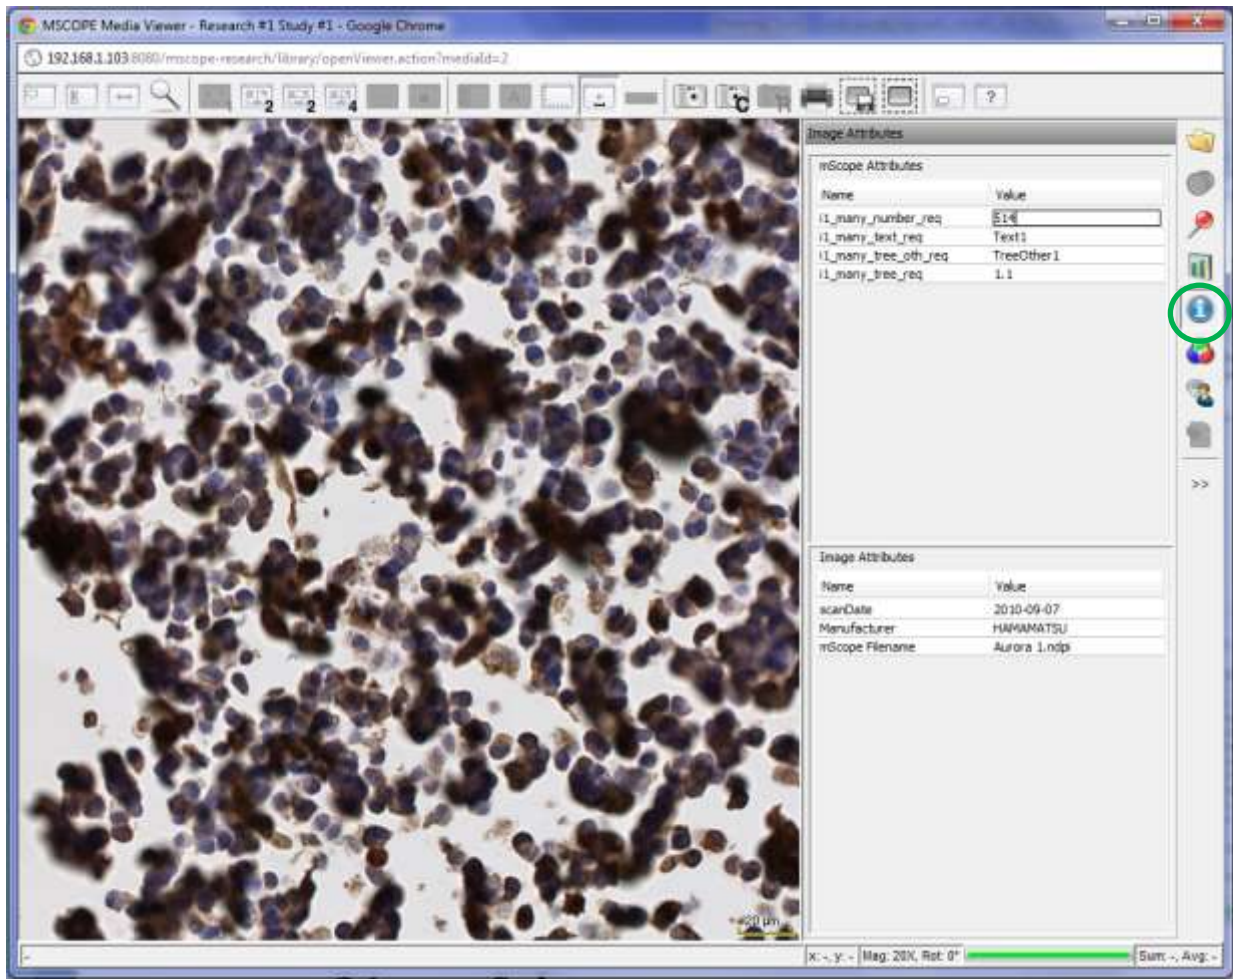 MSCOPE Media Viewer - Research #1 Study #1 - Google Chrome
192.168.1.103:8080/mscope-research/library/openViewer.action?mediaId=2
2 2 4 C ?
Image Attributes
mScope Attributes
Name Value
i1_many_number_req 514
i1_many_text_req Text1
i1_many_tree_oth_req TreeOther1
i1_many_tree_req 1.1
>>
Image Attributes
Name Value
scanDate 2010-09-07
Manufacturer HAMAMATSU
mScope Filename Aurora 1.ndpi
20 µm
- x: -, y: - Mag: 20X, Rot: 0° Sum: -, Avg: -